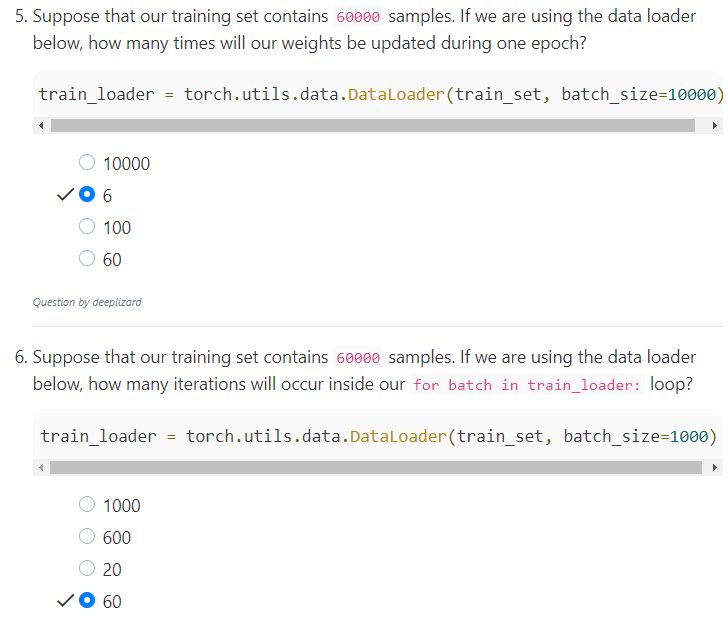 5. Suppose that our training set contains 60000 samples. If we are using the data loader
below, how many times will our weights be updated during one epoch?
train_loader = torch.utils.data.DataLoader(train_set, batch_size=10000)
10000
6
100
60
Question by deeplizard
6. Suppose that our training set contains 60000 samples. If we are using the data loader
below, how many iterations will occur inside our for batch in train_loader: loop?
train_loader = torch.utils.data.DataLoader(train_set, batch_size=1000)
1000
600
20
60